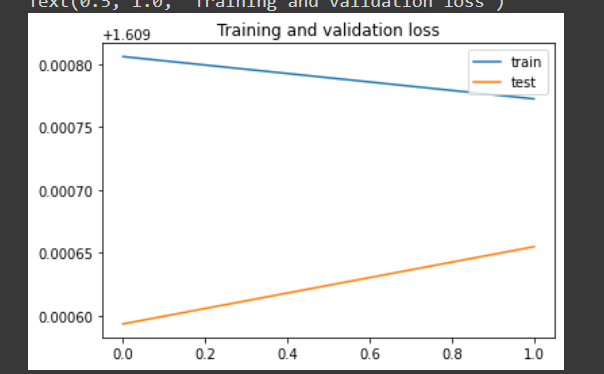 Text(0.5, 1.0, 'Training and validation loss')
Training and validation loss
+1.609
train
test
0.00080
0.00075
0.00070
0.00065
0.00060
0.0 0.2 0.4 0.6 0.8 1.0